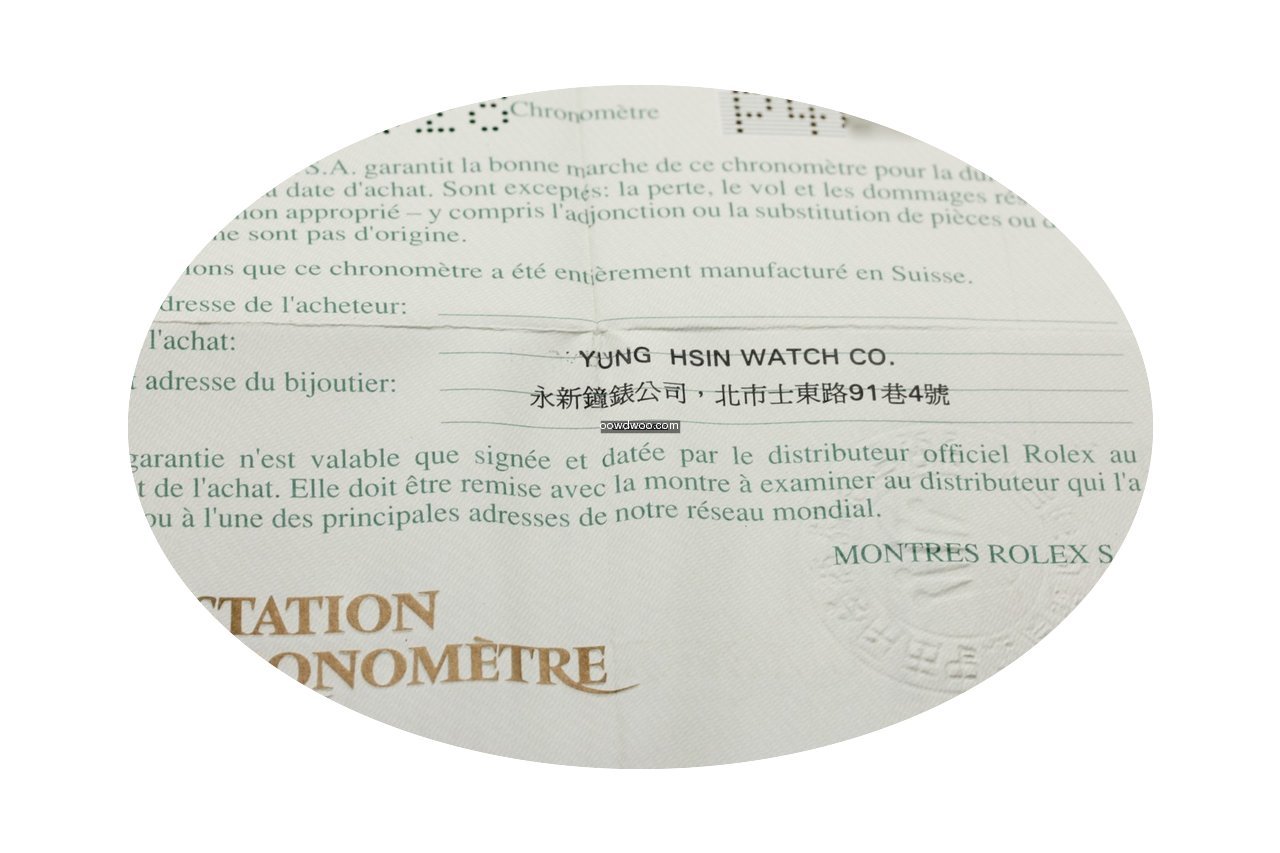 Chronomètre P4
S.A. garantit la bonne marche de ce chronomètre pour la
date d'achat. Sont exceptés: la perte, le vol et les dommages
approprié – y compris l'adjonction ou la substitution de pièces ou
ne sont pas d'origine.
que ce chronomètre a été entièrement manufacturé en Suisse.
dresse de l'acheteur:
l'achat:
YUNG HSIN WATCH CO.
adresse du bijoutier:
永新鐘錶公司，北市士東路91巷4號
powdwoo.com
garantie n'est valable que signée et datée par le distributeur officiel Rolex au
t de l'achat. Elle doit être remise avec la montre à examiner au distributeur qui l'a
ou à l'une des principales adresses de notre réseau mondial.
MONTRES ROLEX S
STATION
ONOMÈTRE